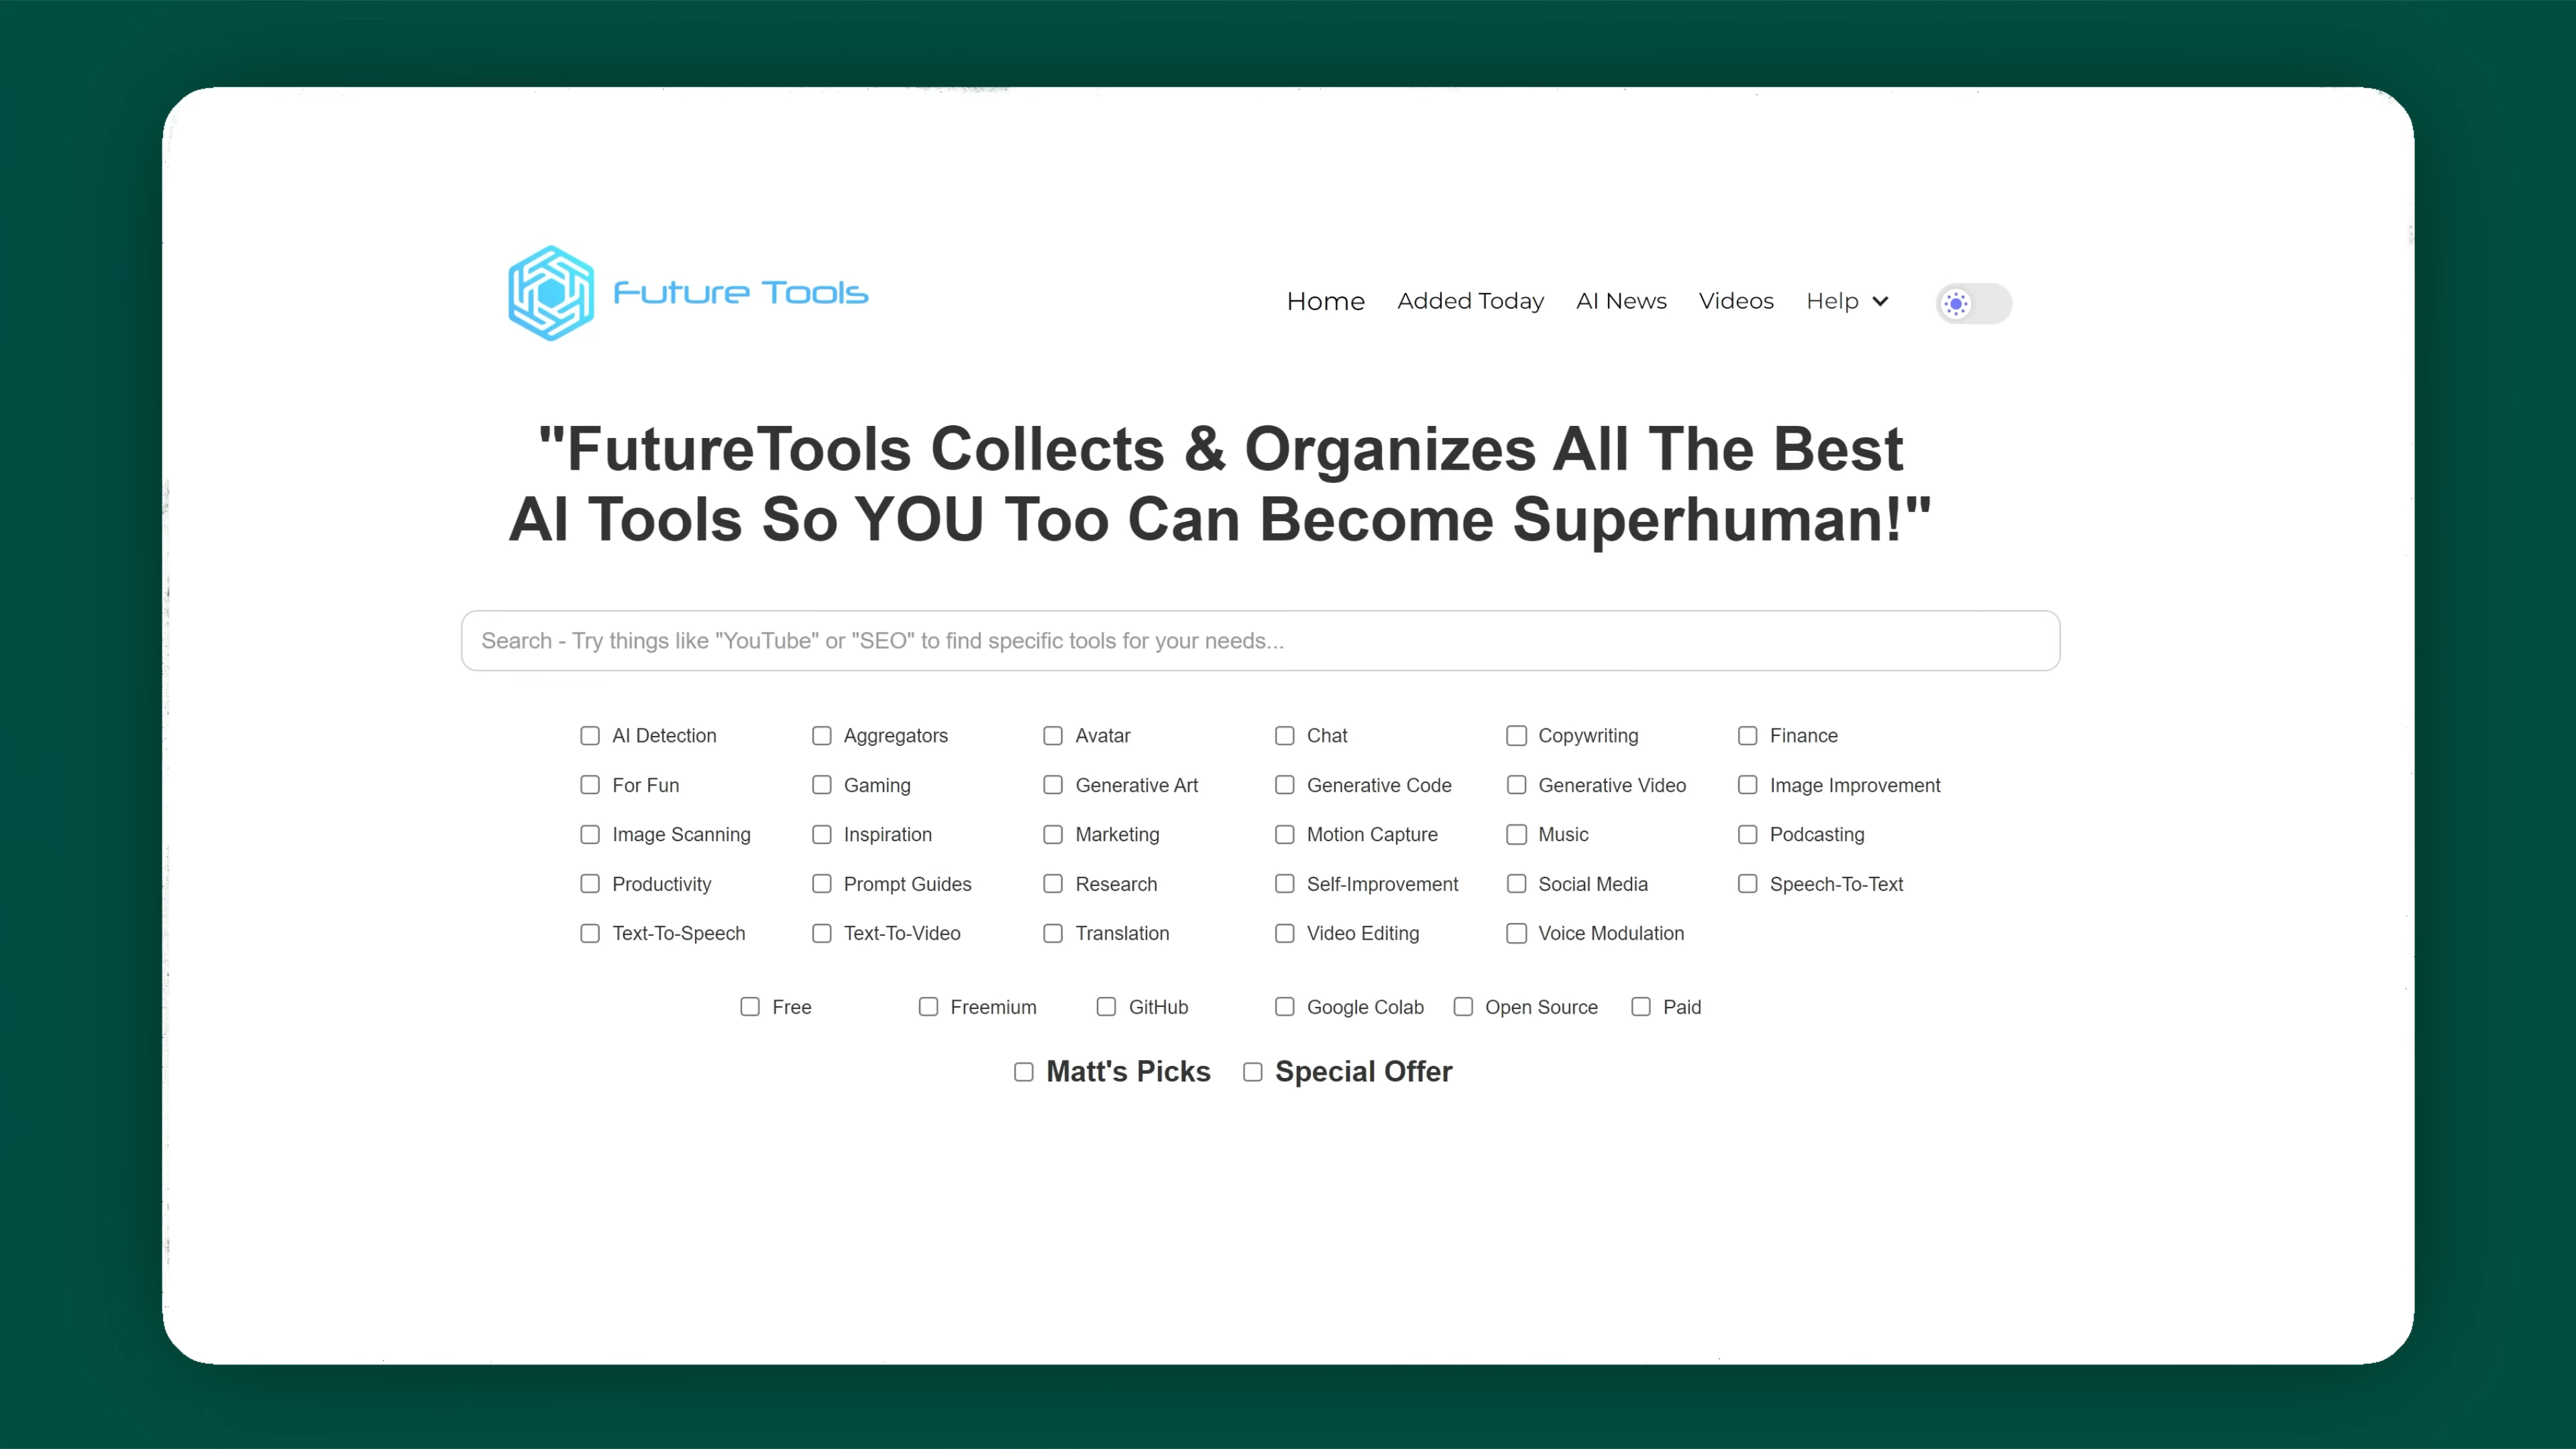 Future Tools
Home Added Today AI News Videos Help
"FutureTools Collects & Organizes All The Best
AI Tools So YOU Too Can Become Superhuman!"
Search - Try things like "YouTube" or "SEO" to find specific tools for your needs...
AI Detection Aggregators Avatar Chat Copywriting Finance
For Fun Gaming Generative Art Generative Code Generative Video Image Improvement
Image Scanning Inspiration Marketing Motion Capture Music Podcasting
Productivity Prompt Guides Research Self-Improvement Social Media Speech-To-Text
Text-To-Speech Text-To-Video Translation Video Editing Voice Modulation
Free Freemium GitHub Google Colab Open Source Paid
Matt's Picks Special Offer